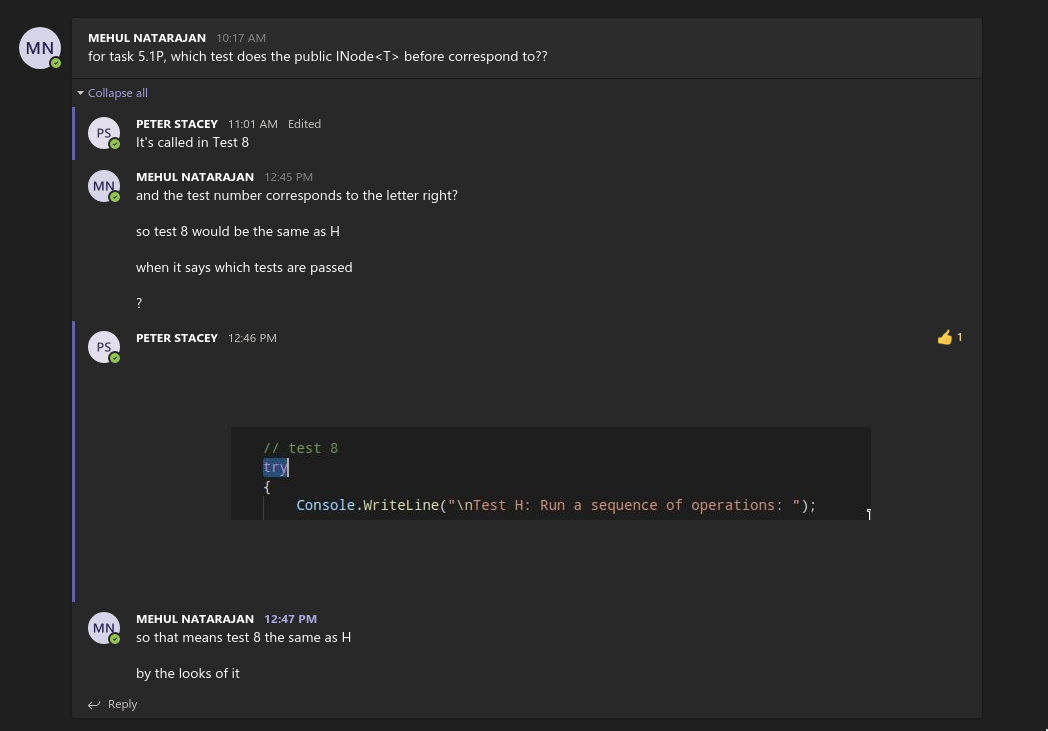 MN
MEHUL NATARAJAN 10:17 AM
for task 5.1P, which test does the public INode<T> before correspond to??
Collapse all
PS
PETER STACEY 11:01 AM Edited
It's called in Test 8
MN
MEHUL NATARAJAN 12:45 PM
and the test number corresponds to the letter right?
so test 8 would be the same as H
when it says which tests are passed
?
PS
PETER STACEY 12:46 PM
👍 1
// test 8
try
{
Console.WriteLine("\nTest H: Run a sequence of operations: ");
MN
MEHUL NATARAJAN 12:47 PM
so that means test 8 the same as H
by the looks of it
Reply